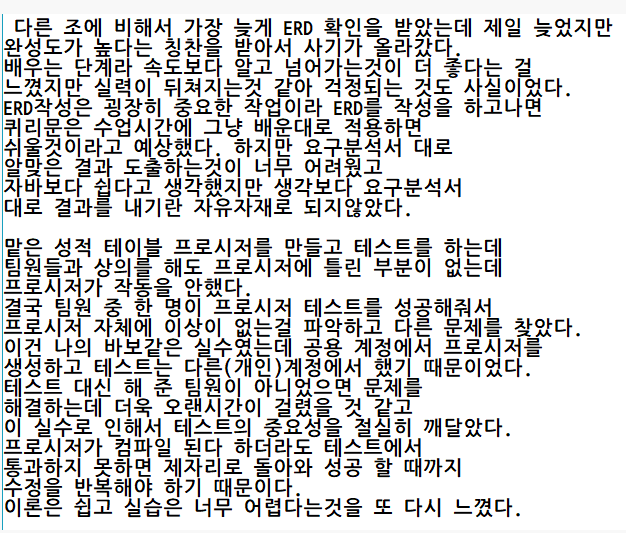 다른 조에 비해서 가장 늦게 ERD 확인을 받았는데 제일 늦었지만
완성도가 높다는 칭찬을 받아서 사기가 올라갔다.
배우는 단계라 속도보다 알고 넘어가는것이 더 좋다는 걸
느꼈지만 실력이 뒤쳐지는것 같아 걱정되는 것도 사실이었다.
ERD작성은 굉장히 중요한 작업이라 ERD를 작성을 하고나면
쿼리문은 수업시간에 그냥 배운대로 적용하면
쉬울것이라고 예상했다. 하지만 요구분석서 대로
알맞은 결과 도출하는것이 너무 어려웠고
자바보다 쉽다고 생각했지만 생각보다 요구분석서
대로 결과를 내기란 자유자재로 되지않았다.
맡은 성적 테이블 프로시저를 만들고 테스트를 하는데
팀원들과 상의를 해도 프로시저에 틀린 부분이 없는데
프로시저가 작동을 안했다.
결국 팀원 중 한 명이 프로시저 테스트를 성공해줘서
프로시저 자체에 이상이 없는걸 파악하고 다른 문제를 찾았다.
이건 나의 바보같은 실수였는데 공용 계정에서 프로시저를
생성하고 테스트는 다른(개인)계정에서 했기 때문이었다.
테스트 대신 해 준 팀원이 아니었으면 문제를
해결하는데 더욱 오랜시간이 걸렸을 것 같고
이 실수로 인해서 테스트의 중요성을 절실히 깨달았다.
프로시저가 컴파일 된다 하더라도 테스트에서
통과하지 못하면 제자리로 돌아와 성공 할 때까지
수정을 반복해야 하기 때문이다.
이론은 쉽고 실습은 너무 어렵다는것을 또 다시 느꼈다.